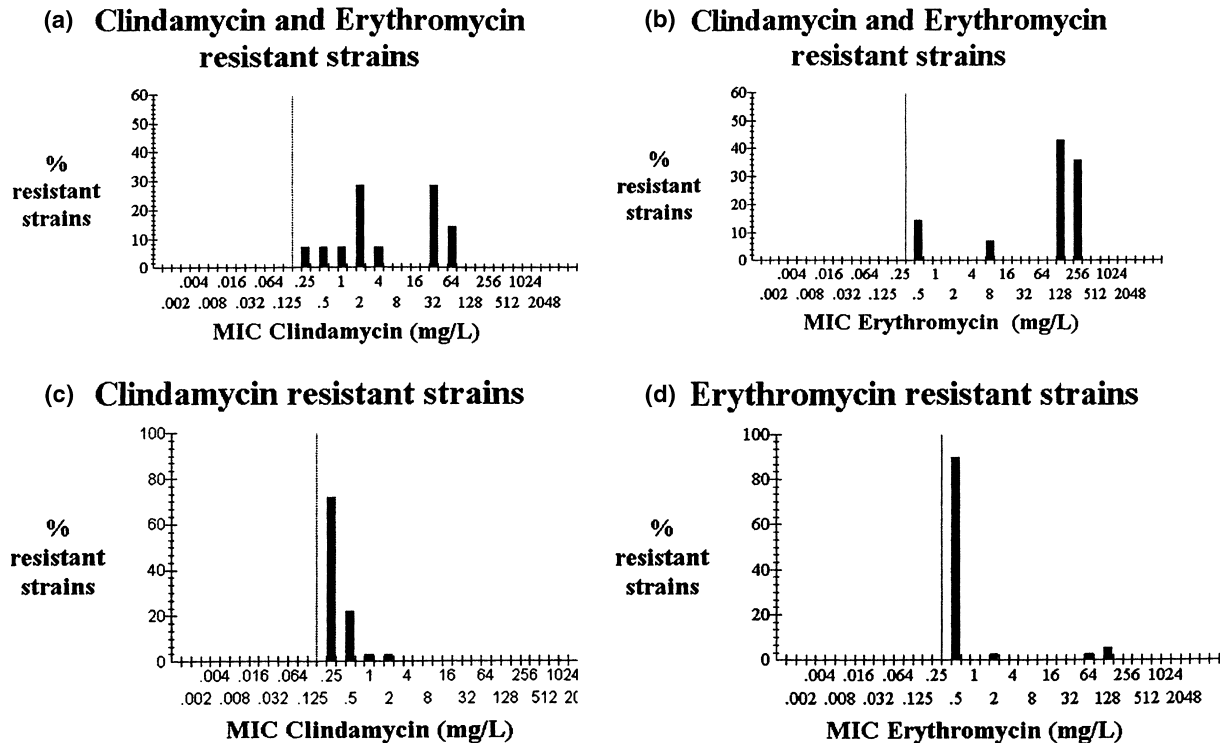 (a) Clindamycin and Erythromycin
resistant strains
60
50
40
30
20
10
0
%
resistant
strains
.004 .016 .064 .25 1 4 16 64 256 1024
.002 .008 .032 .125 .5 2 8 32 128 512 2048
MIC Clindamycin (mg/L)
(b) Clindamycin and Erythromycin
resistant strains
60
50
40
30
20
10
0
%
resistant
strains
.004 .016 .064 .25 1 4 16 64 256 1024
.002 .008 .032 .125 .5 2 8 32 128 512 2048
MIC Erythromycin (mg/L)
(c) Clindamycin resistant strains
100
80
60
40
20
0
%
resistant
strains
.004 .016 .064 .25 1 4 16 64 256 1024
.002 .008 .032 .125 .5 2 8 32 128 512 20
MIC Clindamycin (mg/L)
(d) Erythromycin resistant strains
100
80
60
40
20
0
%
resistant
strains
.004 .016 .064 .25 1 4 16 64 256 1024
.002 .008 .032 .125 .5 2 8 32 128 512 2048
MIC Erythromycin (mg/L)